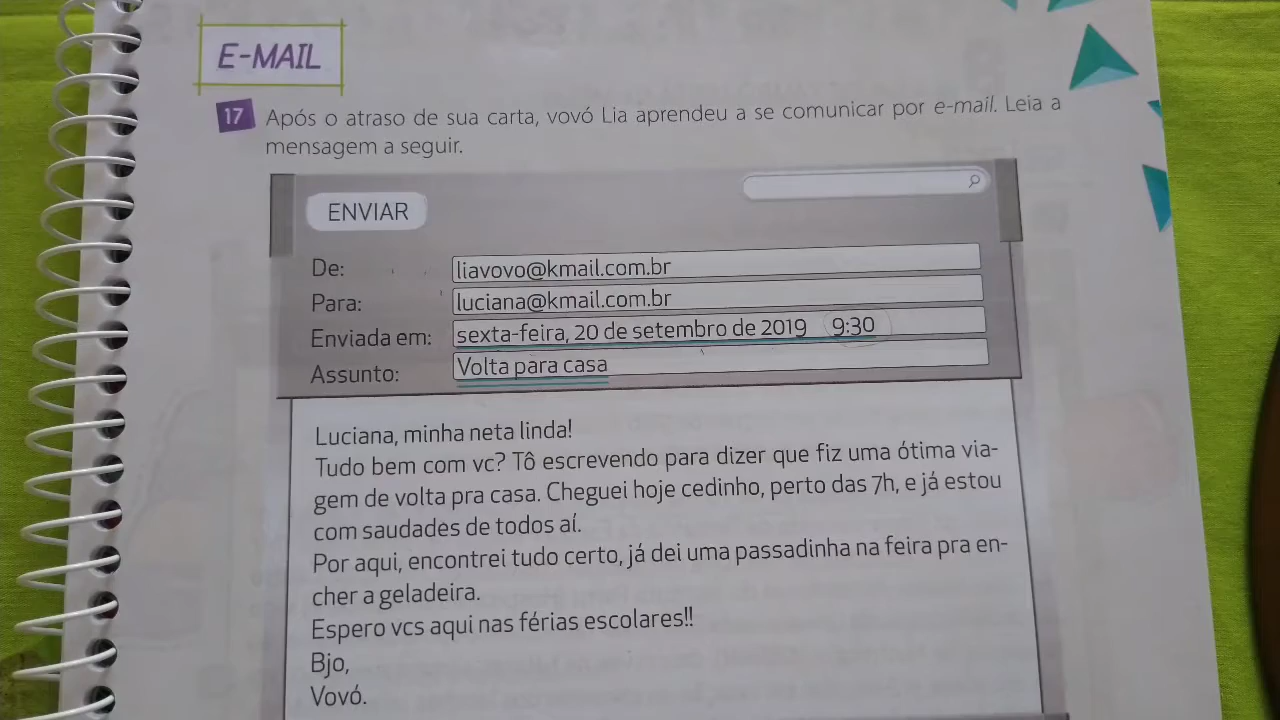 E-MAIL
17 Após o atraso de sua carta, vovó Lia aprendeu a se comunicar por e-mail. Leia a
mensagem a seguir.
ENVIAR
De: liavovo@kmail.com.br
Para: luciana@kmail.com.br
Enviada em: sexta-feira, 20 de setembro de 2019 9:30
Assunto: Volta para casa
Luciana, minha neta linda!
Tudo bem com vc? Tô escrevendo para dizer que fiz uma ótima via-
gem de volta pra casa. Cheguei hoje cedinho, perto das 7h, e já estou
com saudades de todos aí.
Por aqui, encontrei tudo certo, já dei uma passadinha na feira pra en-
cher a geladeira.
Espero vcs aqui nas férias escolares!!
Bjo,
Vovó.